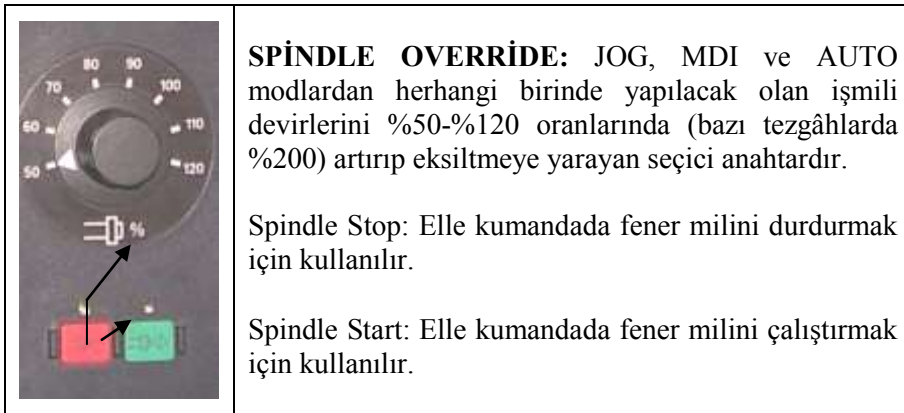 80 90
70 100
60 110
50 120
%
SPİNDLE OVERRİDE: JOG, MDI ve AUTO
modlardan herhangi birinde yapılacak olan işmili
devirlerini %50-%120 oranlarında (bazı tezgâhlarda
%200) artırıp eksiltmeye yarayan seçici anahtardır.
Spindle Stop: Elle kumandada fener milini durdurmak
için kullanılır.
Spindle Start: Elle kumandada fener milini çalıştırmak
için kullanılır.